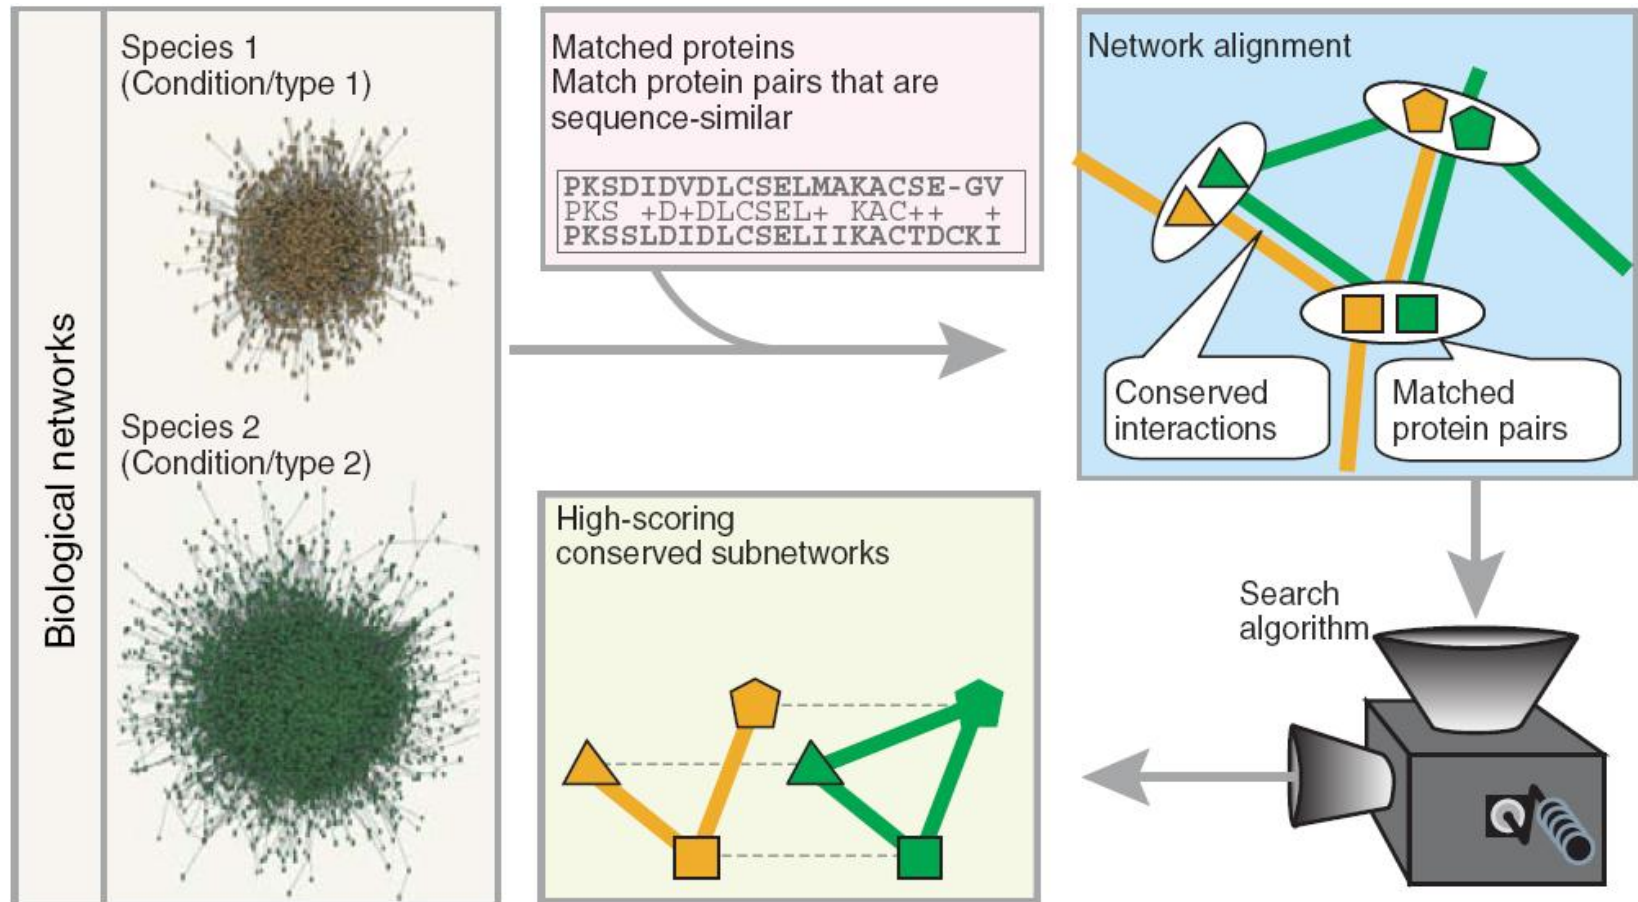 Biological networks
Species 1
(Condition/type 1)
Species 2
(Condition/type 2)
Matched proteins
Match protein pairs that are
sequence-similar
PKSDIDVDLCSELMAKACSE-GV
PKS +D+DLCSEL+ KAC++ +
PKSSLDIDLCSELIIKACTDCKI
Network alignment
Conserved
interactions
Matched
protein pairs
Search
algorithm
High-scoring
conserved subnetworks